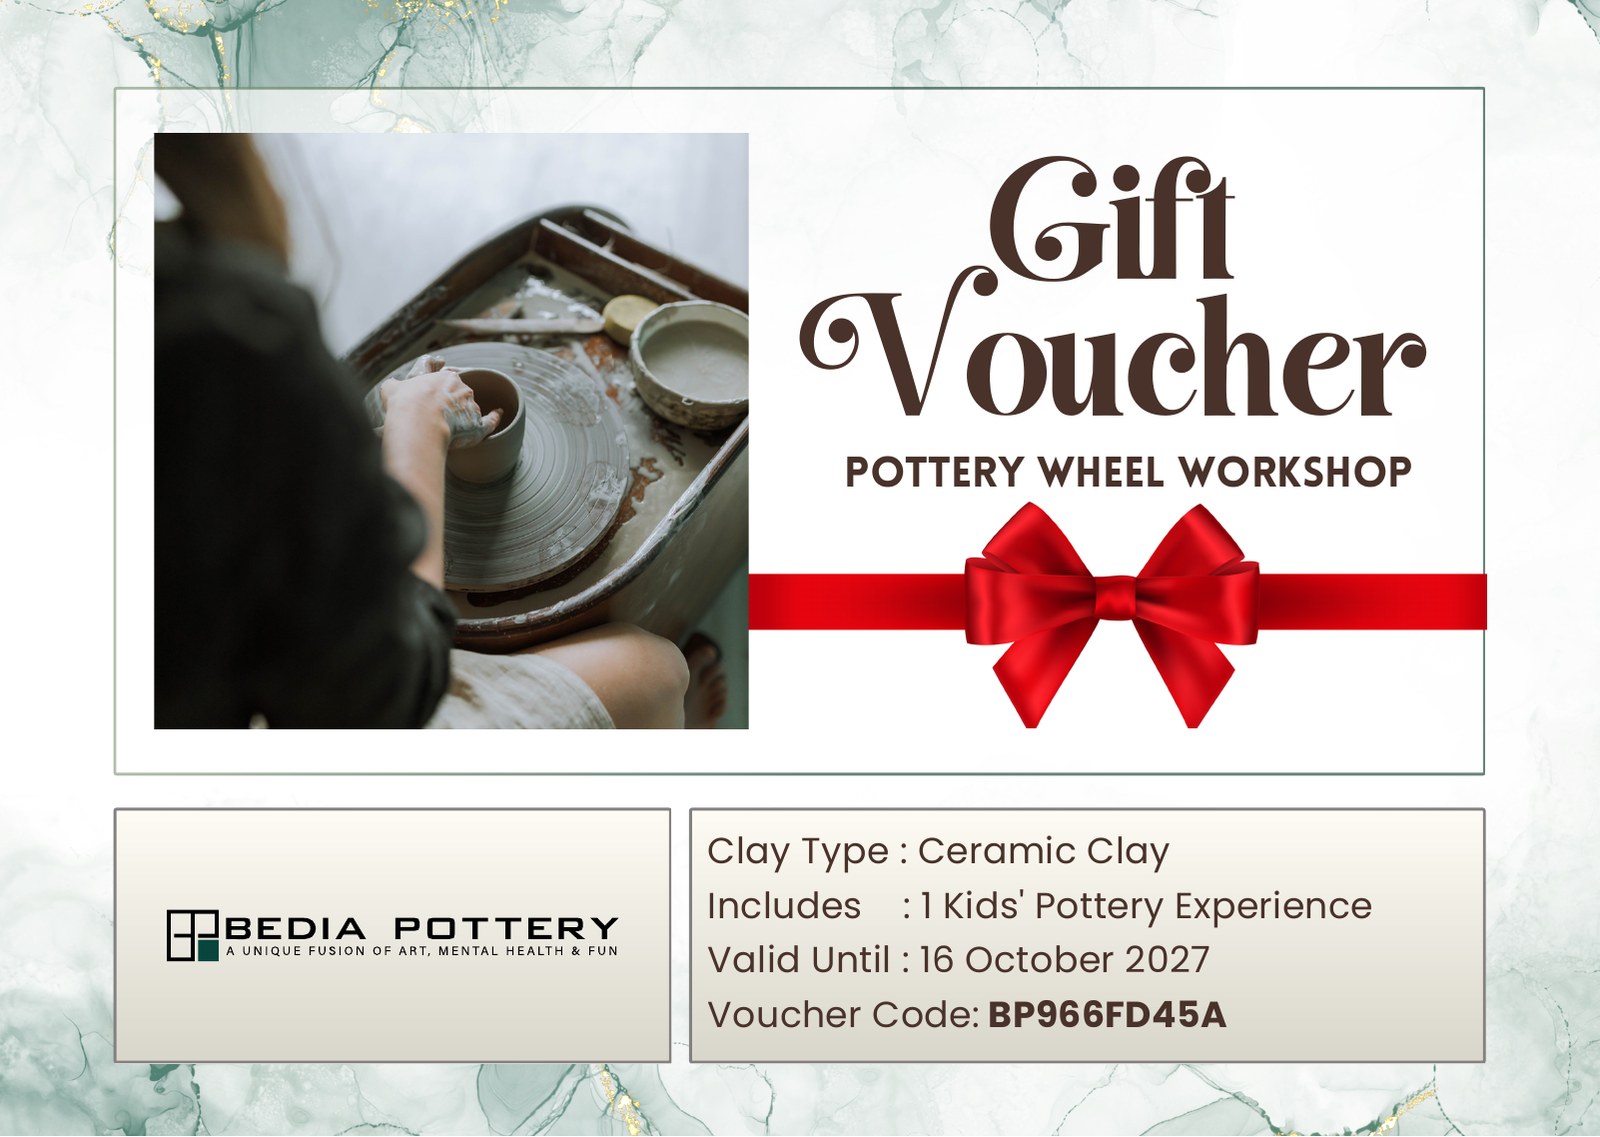 Gift
Voucher
POTTERY WHEEL WORKSHOP
BEDIA POTTERY
A UNIQUE FUSION OF ART, MENTAL HEALTH & FUN
Clay Type : Ceramic Clay
Includes : 1 Kids' Pottery Experience
Valid Until : 16 October 2027
Voucher Code: BP966FD45A